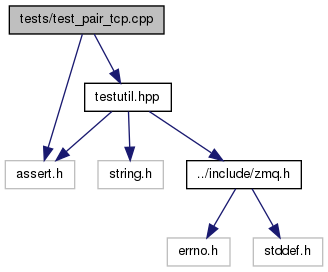 tests/test_pair_tcp.cpp
testutil.hpp
assert.h
string.h
../include/zmq.h
errno.h
stddef.h